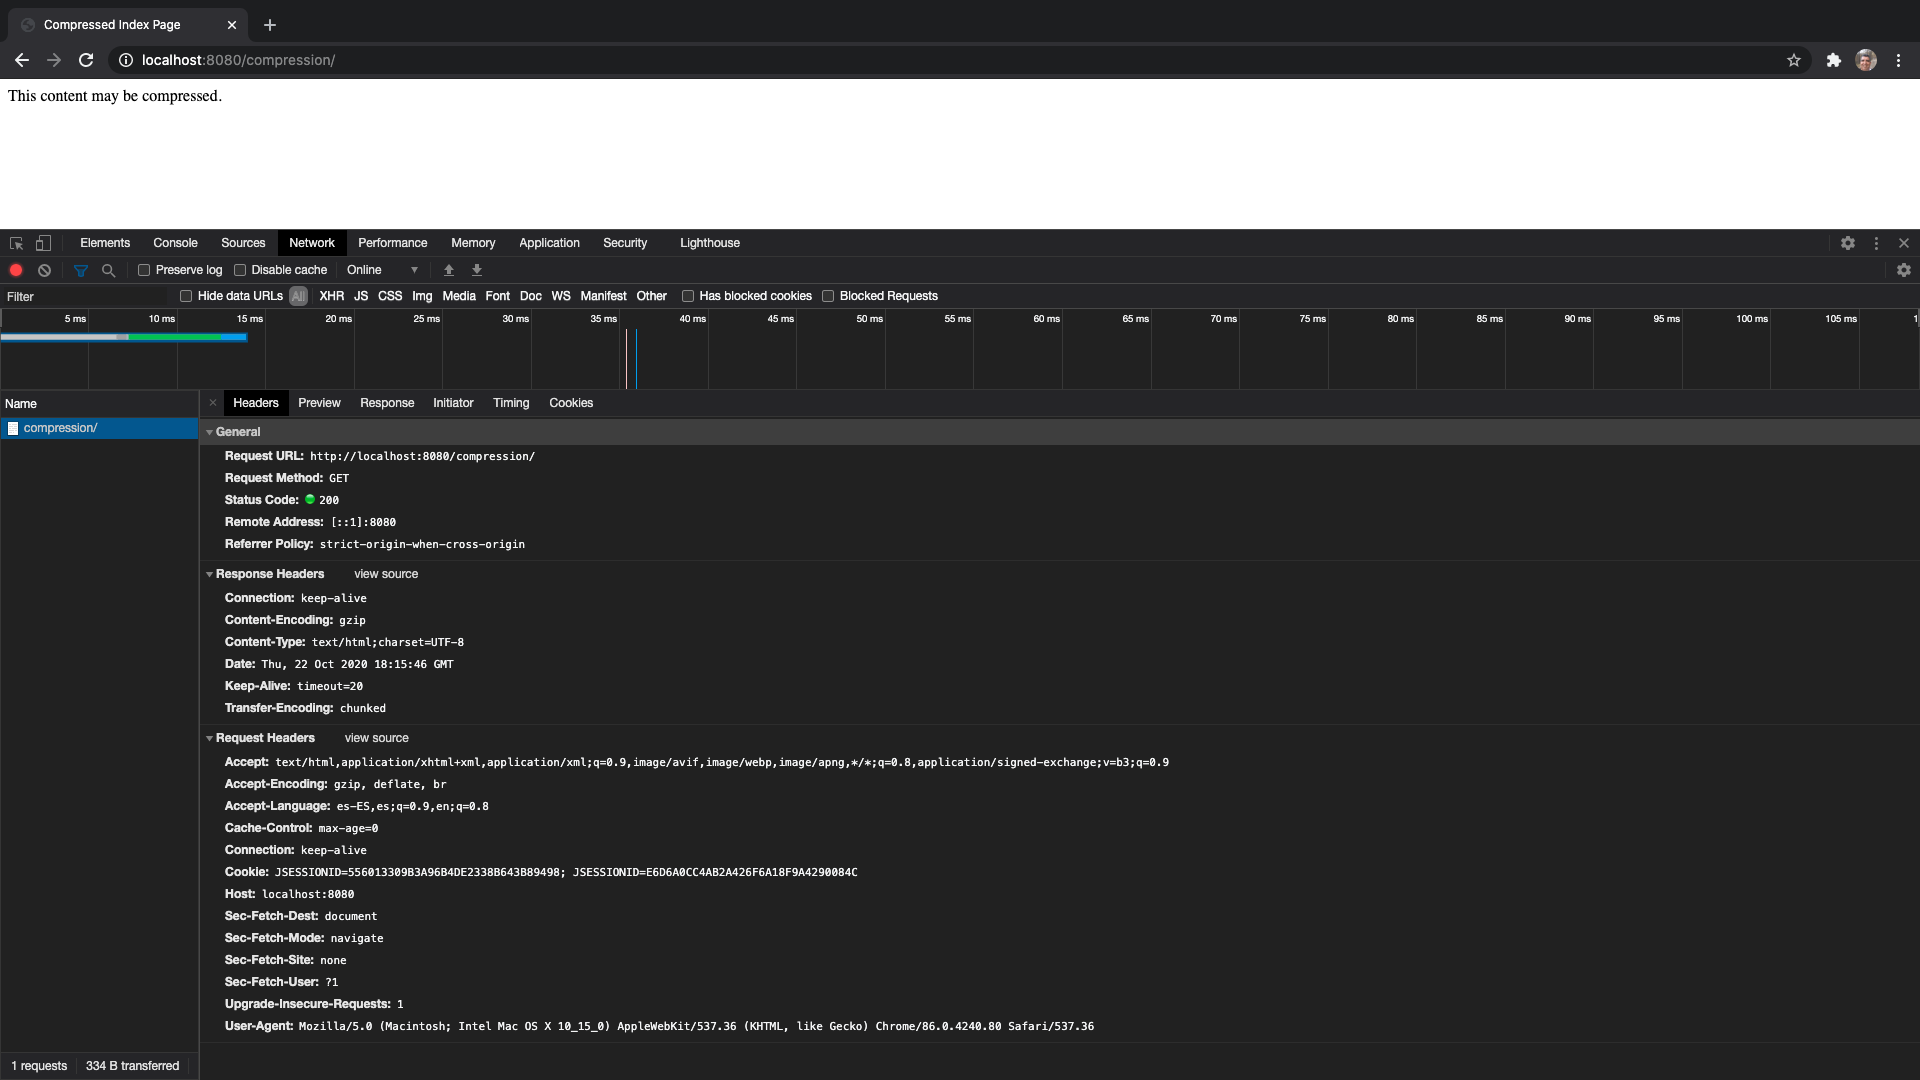 Compressed Index Page
localhost:8080/compression/
This content may be compressed.
Elements Console Sources Network Performance Memory Application Security Lighthouse
Preserve log Disable cache Online
Filter Hide data URLs All XHR JS CSS Img Media Font Doc WS Manifest Other Has blocked cookies Blocked Requests
5 ms 10 ms 15 ms 20 ms 25 ms 30 ms 35 ms 40 ms 45 ms 50 ms 55 ms 60 ms 65 ms 70 ms 75 ms 80 ms 85 ms 90 ms 95 ms 100 ms 105 ms 1
Name
compression/
Headers Preview Response Initiator Timing Cookies
General
Request URL: http://localhost:8080/compression/
Request Method: GET
Status Code: 200
Remote Address: [::1]:8080
Referrer Policy: strict-origin-when-cross-origin
Response Headers view source
Connection: keep-alive
Content-Encoding: gzip
Content-Type: text/html;charset=UTF-8
Date: Thu, 22 Oct 2020 18:15:46 GMT
Keep-Alive: timeout=20
Transfer-Encoding: chunked
Request Headers view source
Accept: text/html,application/xhtml+xml,application/xml;q=0.9,image/avif,image/webp,image/apng,*/*;q=0.8,application/signed-exchange;v=b3;q=0.9
Accept-Encoding: gzip, deflate, br
Accept-Language: es-ES,es;q=0.9,en;q=0.8
Cache-Control: max-age=0
Connection: keep-alive
Cookie: JSESSIONID=556013309B3A96B4DE2338B643B89498; JSESSIONID=E6D6A0CC4AB2A426F6A18F9A4290084C
Host: localhost:8080
Sec-Fetch-Dest: document
Sec-Fetch-Mode: navigate
Sec-Fetch-Site: none
Sec-Fetch-User: ?1
Upgrade-Insecure-Requests: 1
User-Agent: Mozilla/5.0 (Macintosh; Intel Mac OS X 10_15_0) AppleWebKit/537.36 (KHTML, like Gecko) Chrome/86.0.4240.80 Safari/537.36
1 requests 334 B transferred